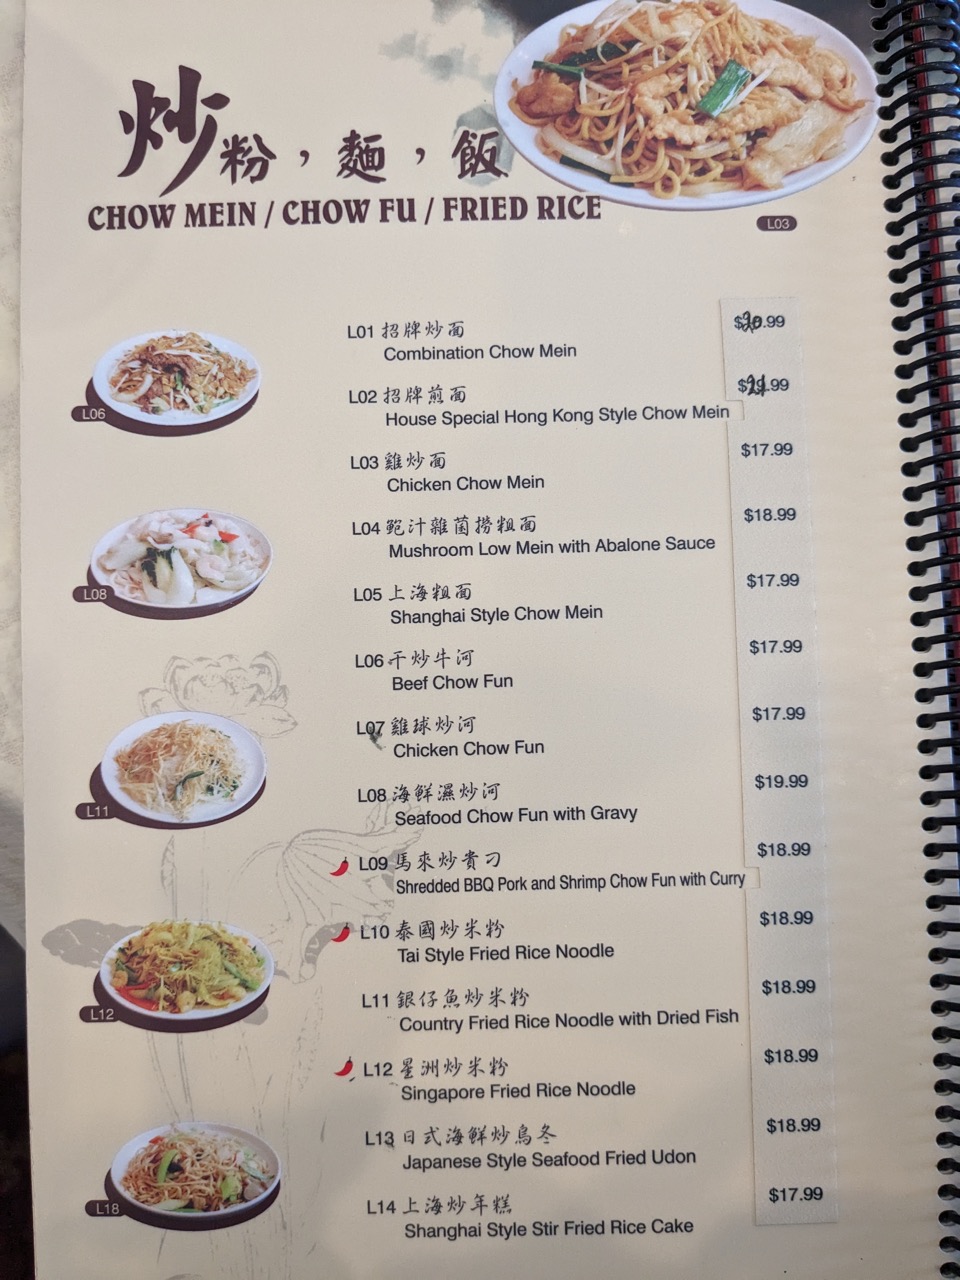 炒粉，麵，飯
CHOW MEIN / CHOW FU / FRIED RICE
L03
L01 招牌炒面 $20.99
Combination Chow Mein
L02 招牌煎面 $21.99
House Special Hong Kong Style Chow Mein
L03 雞炒面 $17.99
Chicken Chow Mein
L04 鮑汁雜菌撈粗面 $18.99
Mushroom Low Mein with Abalone Sauce
L05 上海粗面 $17.99
Shanghai Style Chow Mein
L06 干炒牛河 $17.99
Beef Chow Fun
L07 雞球炒河 $17.99
Chicken Chow Fun
L08 海鮮濕炒河 $19.99
Seafood Chow Fun with Gravy
L09 馬來炒貴刁 $18.99
Shredded BBQ Pork and Shrimp Chow Fun with Curry
L10 泰國炒米粉 $18.99
Tai Style Fried Rice Noodle
L11 銀仔魚炒米粉 $18.99
Country Fried Rice Noodle with Dried Fish
L12 星洲炒米粉 $18.99
Singapore Fried Rice Noodle
L13 日式海鮮炒烏冬 $18.99
Japanese Style Seafood Fried Udon
L14 上海炒年糕 $17.99
Shanghai Style Stir Fried Rice Cake
L06
L08
L11
L12
L18